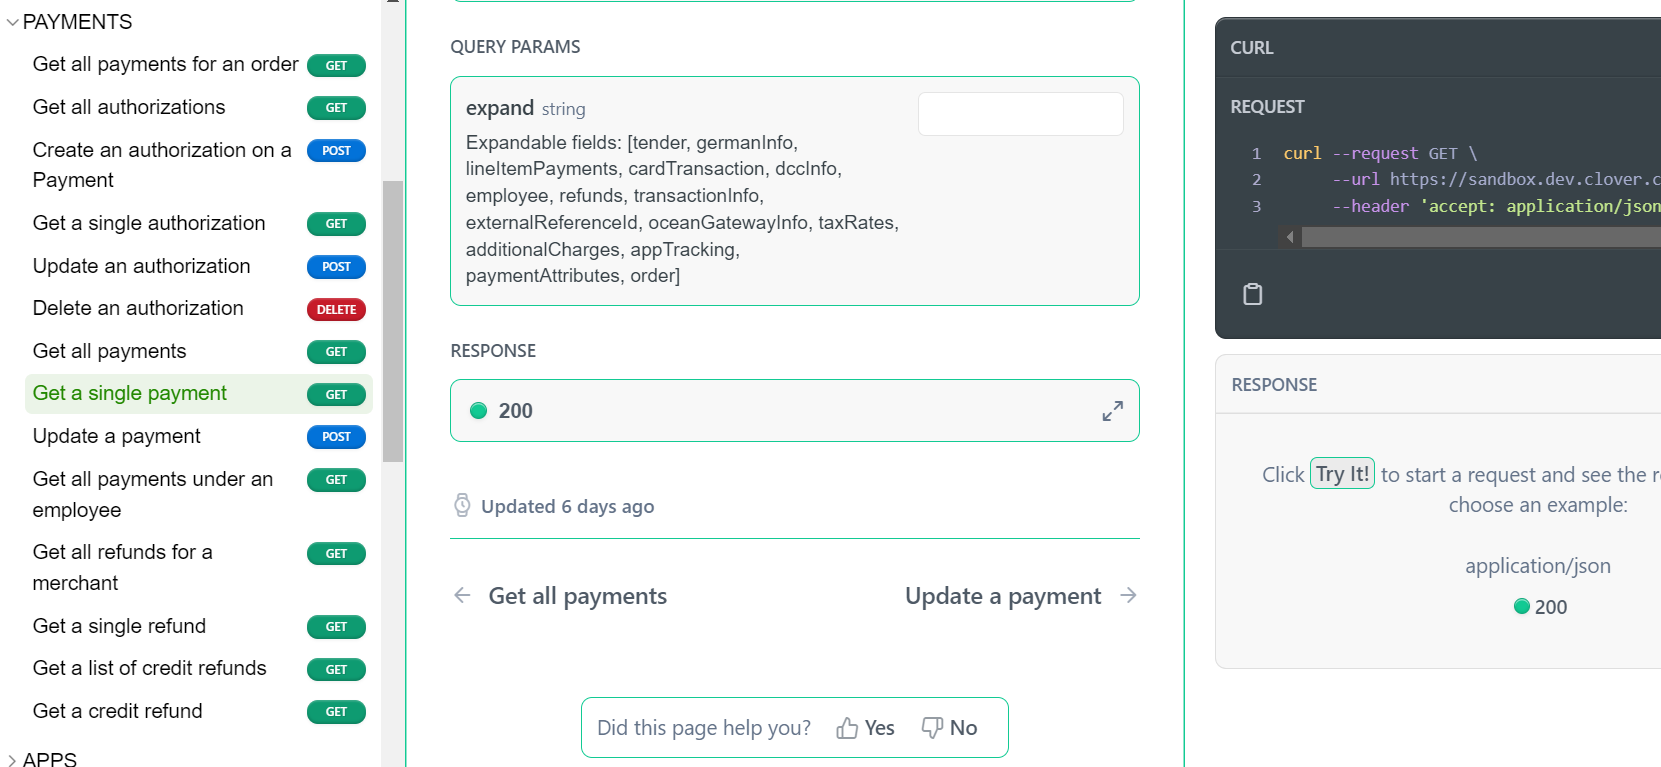 PAYMENTS
Get all payments for an order GET
Get all authorizations GET
Create an authorization on a POST
Payment
Get a single authorization GET
Update an authorization POST
Delete an authorization DELETE
Get all payments GET
Get a single payment GET
Update a payment POST
Get all payments under an GET
employee
Get all refunds for a GET
merchant
Get a single refund GET
Get a list of credit refunds GET
Get a credit refund GET
APPS
QUERY PARAMS
expand string
Expandable fields: [tender, germanInfo,
lineItemPayments, cardTransaction, dccInfo,
employee, refunds, transactionInfo,
externalReferenceId, oceanGatewayInfo, taxRates,
additionalCharges, appTracking,
paymentAttributes, order]
RESPONSE
200
Updated 6 days ago
Get all payments
Update a payment
Did this page help you? Yes No
CURL
REQUEST
1 curl --request GET \
2 --url https://sandbox.dev.clover.c
3 --header 'accept: application/json
RESPONSE
Click Try It! to start a request and see the r
choose an example:
application/json
200